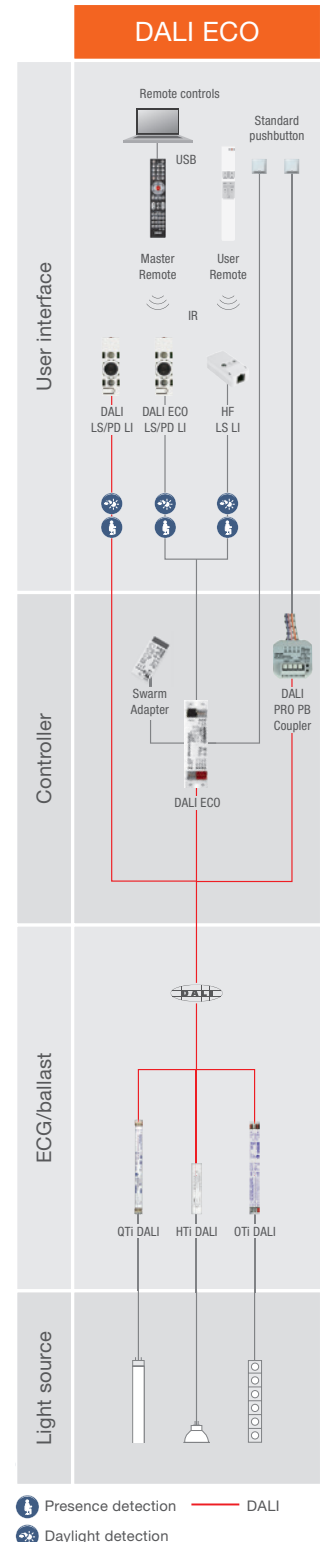 DALI ECO
User interface
Remote controls
USB
Standard
pushbutton
Master
Remote
User
Remote
IR
DALI
LS/PD LI
DALI ECO
LS/PD LI
HF
LS LI
Controller
Swarm
Adapter
DALI ECO
DALI
PRO PB
Coupler
ECG/ballast
DALI
QTi DALI
HTi DALI
OTi DALI
Light source
Presence detection
DALI
Daylight detection